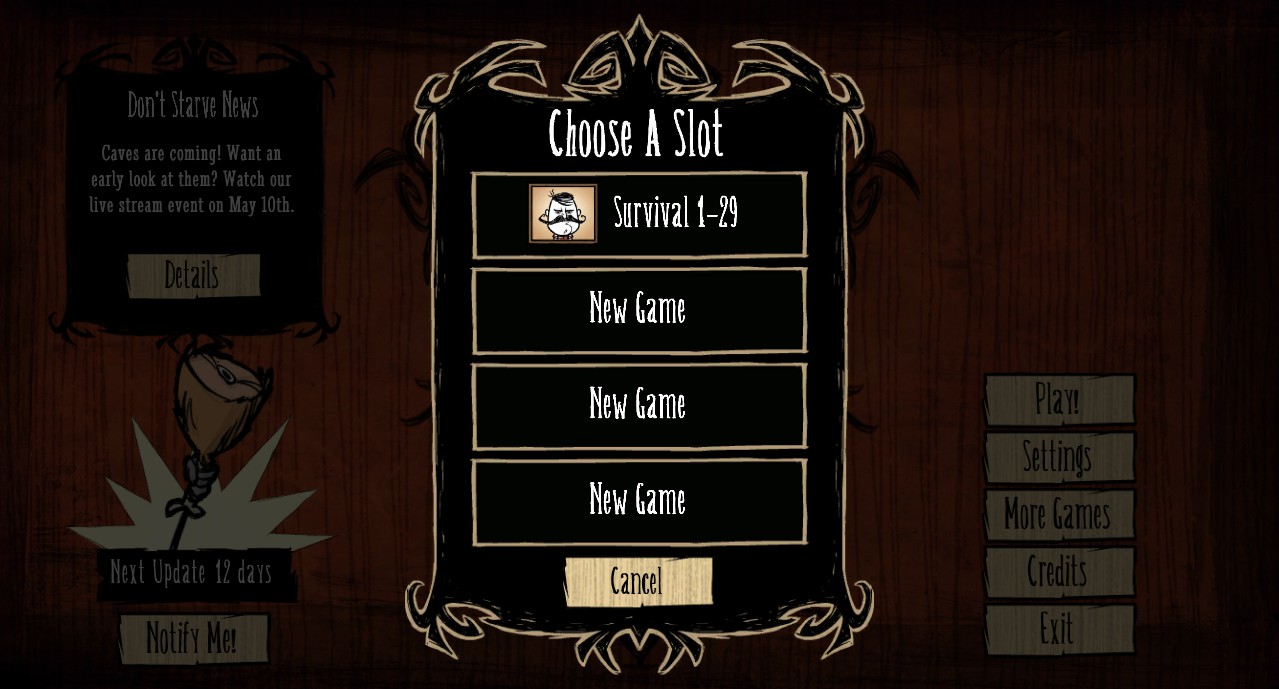 Don't Starve News
Caves are coming! Want an
early look at them? Watch our
live stream event on May 10th.
Details
Next Update 12 days
Notify Me!
Choose A Slot
Survival 1-29
New Game
New Game
New Game
Cancel
Play!
Settings
More Games
Credits
Exit